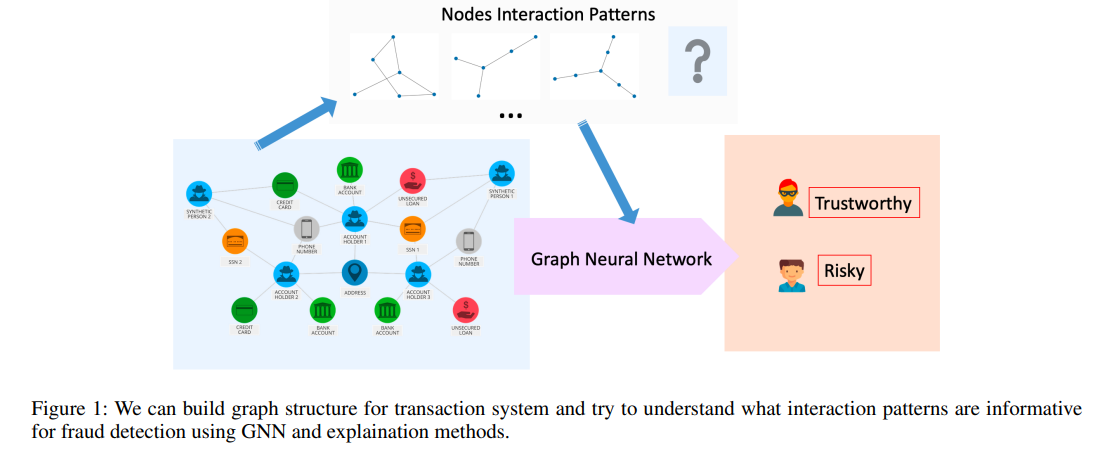 Nodes Interaction Patterns
?
...
BANK
ACCOUNT
CREDIT
CARD
UNSECURED
LOAN
SYNTHETIC
PERSON 1
SYNTHETIC
PERSON 2
$
PHONE
NUMBER
ACCOUNT
HOLDER 1
SSN 1
PHONE
NUMBER
SSN 2
ACCOUNT
HOLDER 2
ADDRESS
ACCOUNT
HOLDER 3
$
CREDIT
CARD
BANK
ACCOUNT
BANK
ACCOUNT
UNSECURED
LOAN
Graph Neural Network
Trustworthy
Risky
Figure 1: We can build graph structure for transaction system and try to understand what interaction patterns are informative
for fraud detection using GNN and explaination methods.